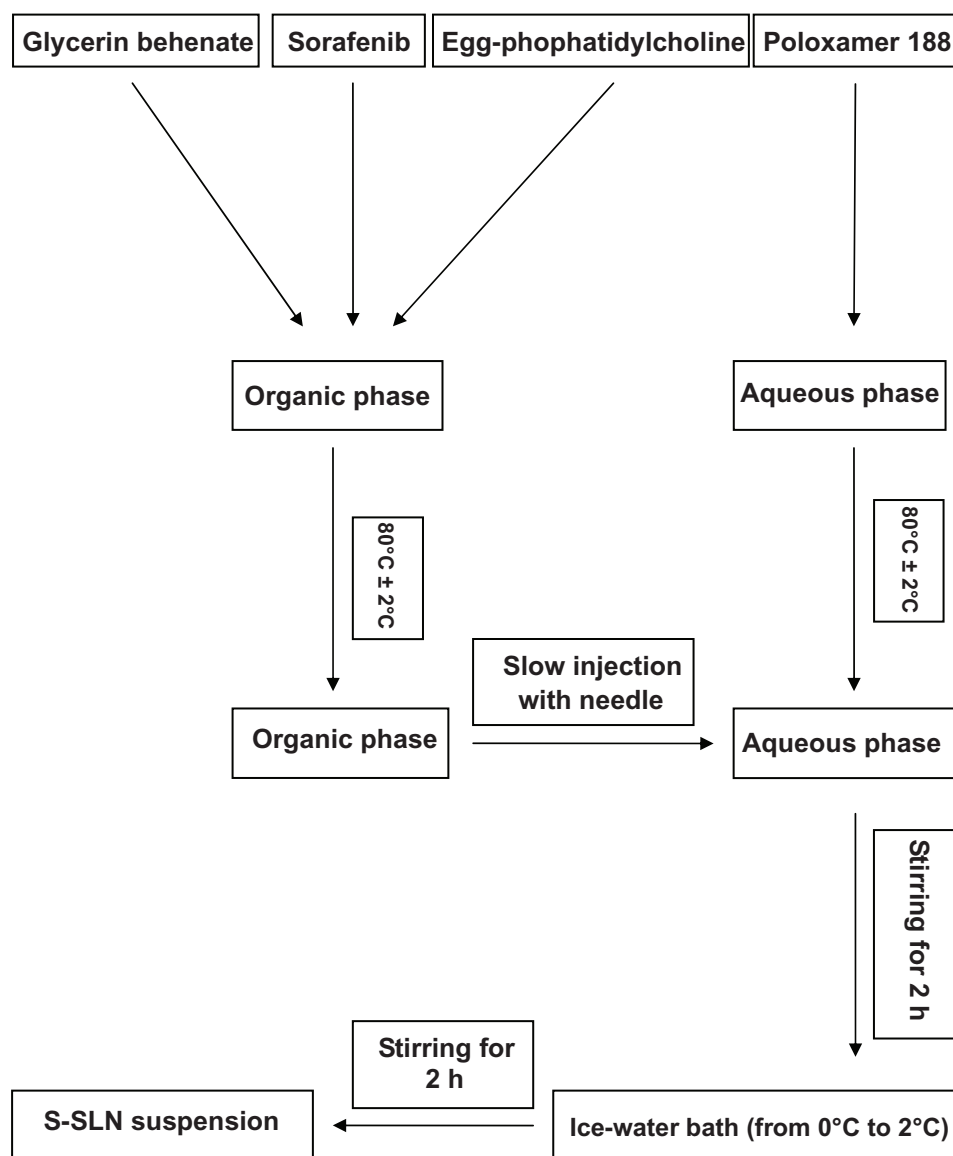 Glycerin behenate
Sorafenib
Egg-phophatidylcholine
Poloxamer 188
Organic phase
Aqueous phase
80°C ± 2°C
80°C ± 2°C
Slow injection
with needle
Organic phase
Aqueous phase
Stirring for 2 h
Stirring for
2 h
S-SLN suspension
Ice-water bath (from 0°C to 2°C)